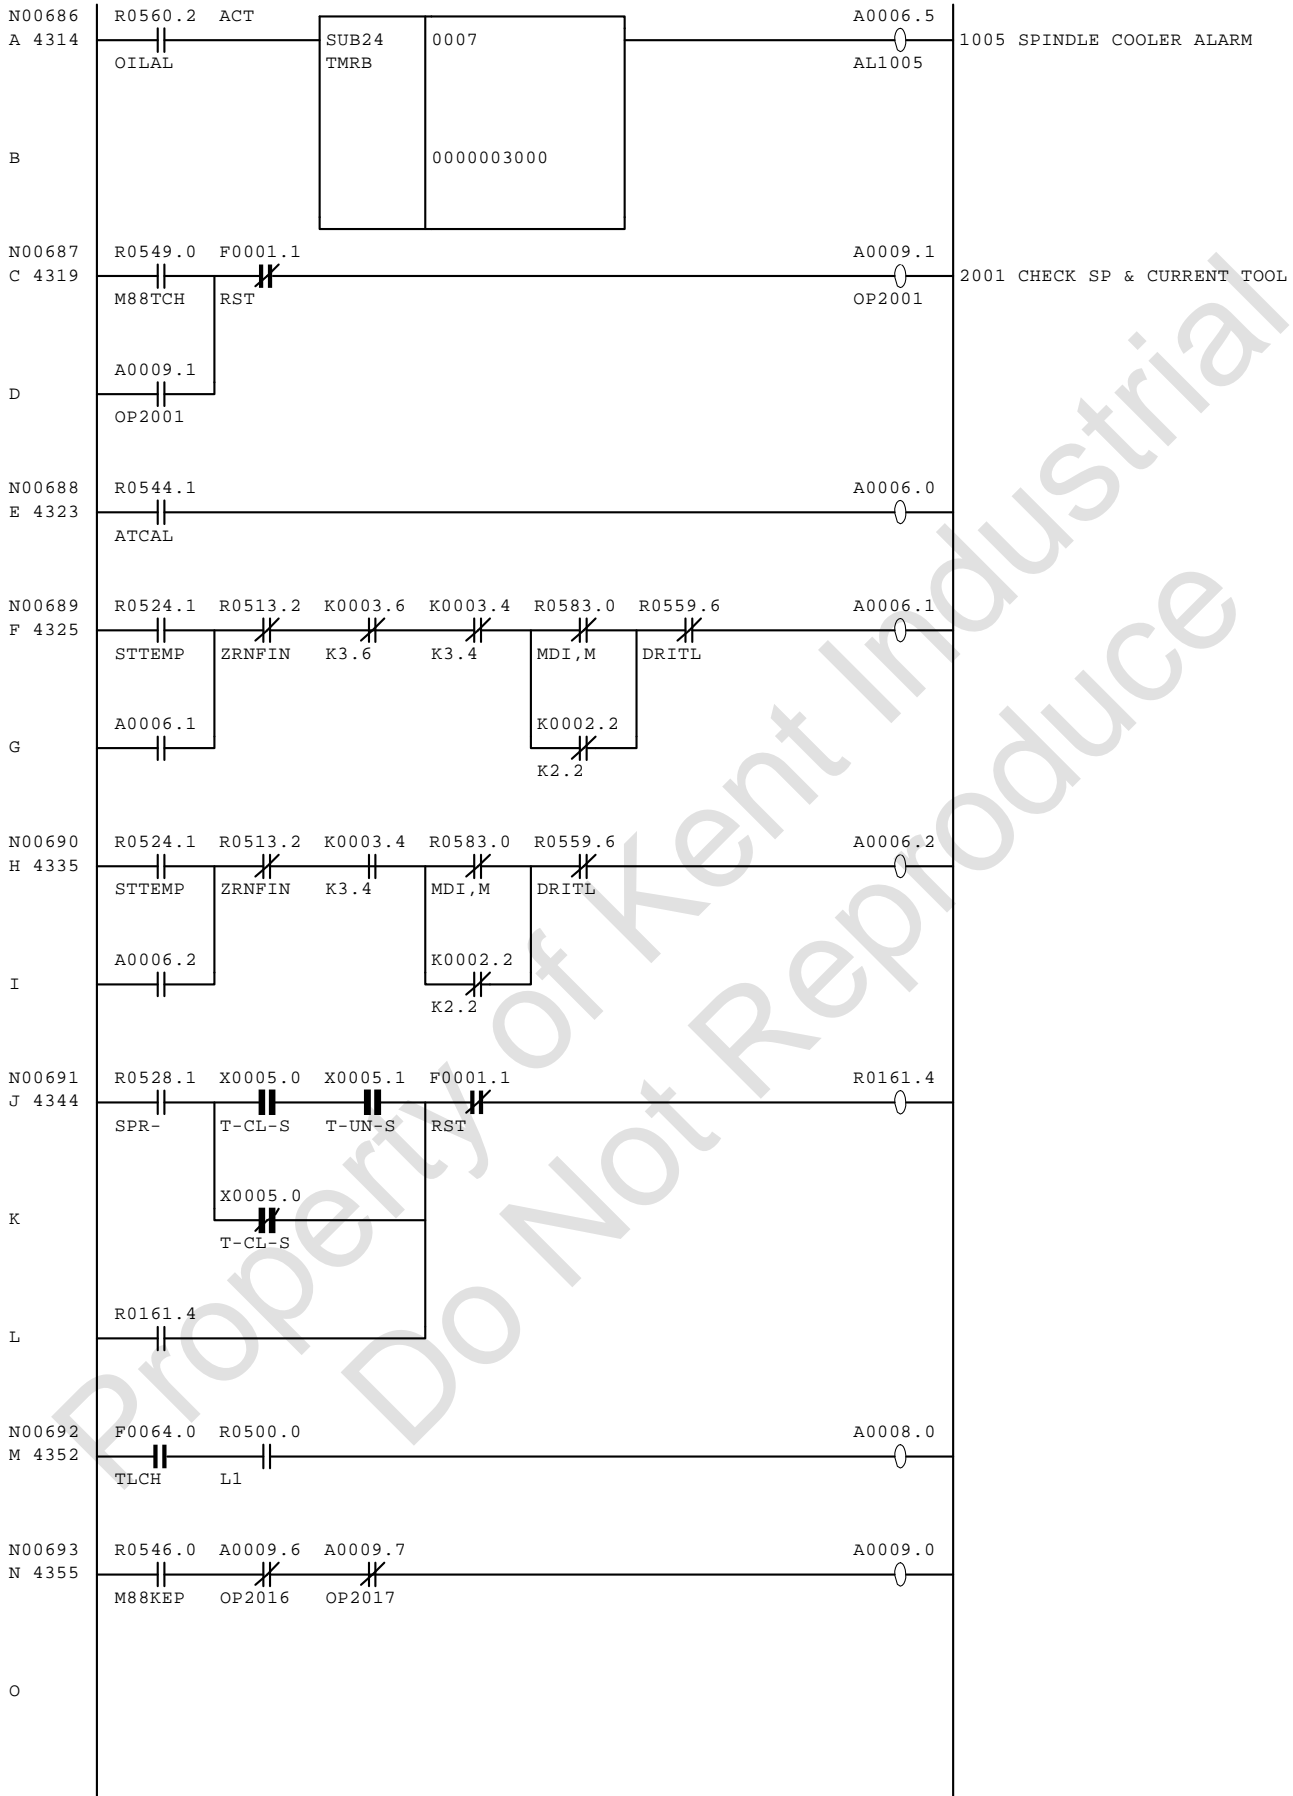 N00686 R0560.2 ACT A0006.5
A 4314 SUB24 0007 1005 SPINDLE COOLER ALARM
OILAL TMRB AL1005
B 0000003000
N00687 R0549.0 F0001.1 A0009.1
C 4319 2001 CHECK SP & CURRENT TOOL
M88TCH RST OP2001
A0009.1
D
OP2001
N00688 R0544.1 A0006.0
E 4323
ATCAL
N00689 R0524.1 R0513.2 K0003.6 K0003.4 R0583.0 R0559.6 A0006.1
F 4325
STTEMP ZRNFIN K3.6 K3.4 MDI,M DRITL
A0006.1 K0002.2
G
K2.2
N00690 R0524.1 R0513.2 K0003.4 R0583.0 R0559.6 A0006.2
H 4335
STTEMP ZRNFIN K3.4 MDI,M DRITL
A0006.2 K0002.2
I
K2.2
N00691 R0528.1 X0005.0 X0005.1 F0001.1 R0161.4
J 4344
SPR- T-CL-S T-UN-S RST
X0005.0
K
T-CL-S
R0161.4
L
N00692 F0064.0 R0500.0 A0008.0
M 4352
TLCH L1
N00693 R0546.0 A0009.6 A0009.7 A0009.0
N 4355
M88KEP OP2016 OP2017
O
Property of Kent Industrial
Do Not Reproduce